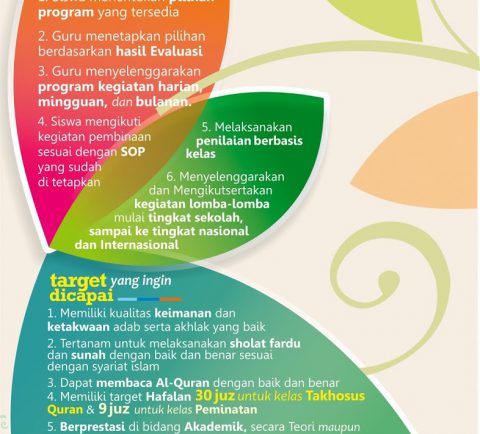 program yang tersedia
2. Guru menetapkan pilihan
berdasarkan hasil Evaluasi
3. Guru menyelenggarakan
program kegiatan harian,
mingguan, dan bulanan.
4. Siswa mengikuti
kegiatan pembinaan
sesuai dengan SOP
yang sudah
di tetapkan
5. Melaksanakan
penilaian berbasis
kelas
6. Menyelenggarakan
dan Mengikutsertakan
kegiatan lomba-lomba
mulai tingkat sekolah,
sampai ke tingkat nasional
dan Internasional
target yang ingin
dicapai
1. Memiliki kualitas keimanan dan
ketakwaan adab serta akhlak yang baik
2. Tertanam untuk melaksanakan sholat fardu
dan sunah dengan baik dan benar sesuai
dengan syariat islam
3. Dapat membaca Al-Quran dengan baik dan benar
4. Memiliki target Hafalan 30 juz untuk kelas Takhosus
Quran & 9 juz untuk kelas Peminatan
5. Berprestasi di bidang Akademik, secara Teori maupun